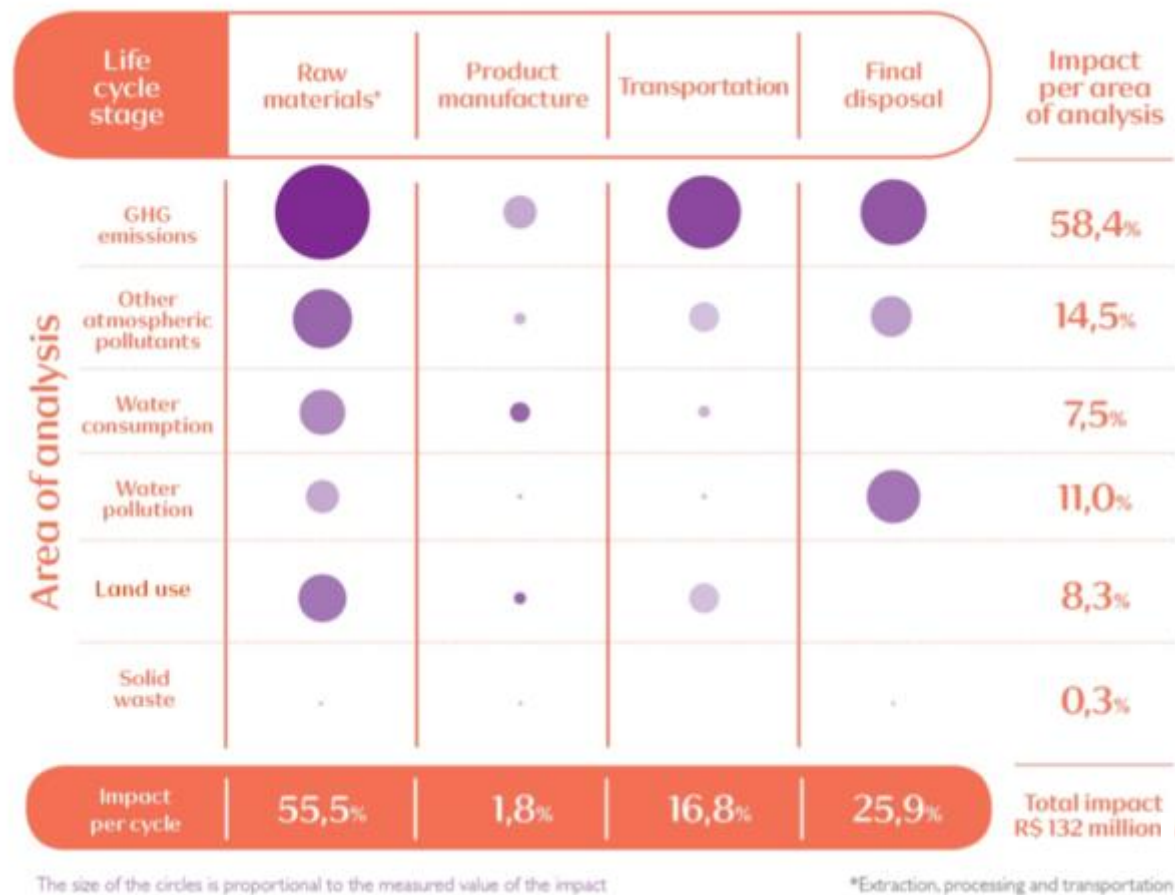 Life
cycle
stage
Raw
materials*
Product
manufacture
Transportation
Final
disposal
Impact
per area
of analysis
Area of analysis
GHG
emissions
58,4%
Other
atmospheric
pollutants
14,5%
Water
consumption
7,5%
Water
pollution
11,0%
Land use
8,3%
Solid
waste
0,3%
Impact
per cycle
55,5%
1,8%
16,8%
25,9%
Total impact
R$ 132 million
The size of the circles is proportional to the measured value of the impact
*Extraction, processing and transportation